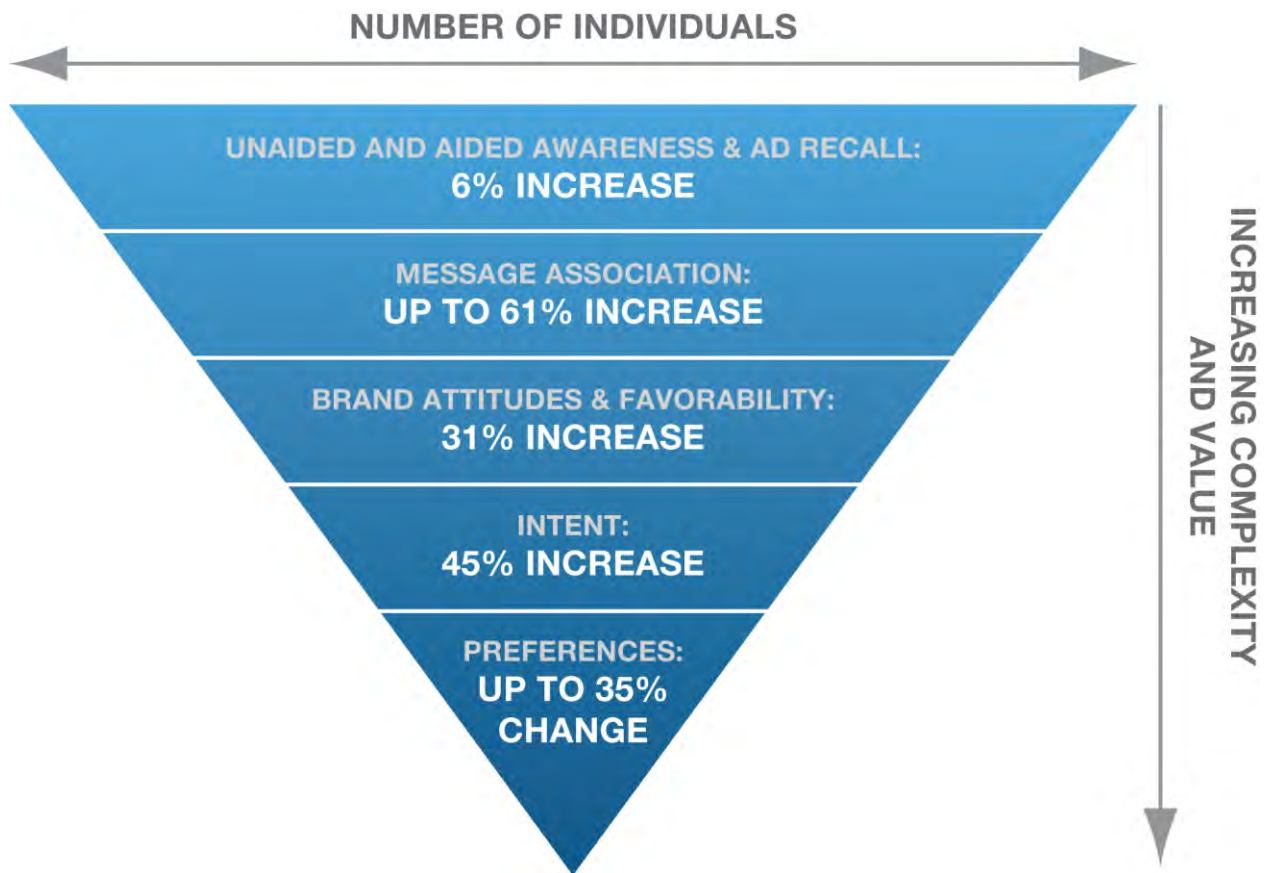 NUMBER OF INDIVIDUALS
UNAIDED AND AIDED AWARENESS & AD RECALL:
6% INCREASE
MESSAGE ASSOCIATION:
UP TO 61% INCREASE
BRAND ATTITUDES & FAVORABILITY:
31% INCREASE
INTENT:
45% INCREASE
PREFERENCES:
UP TO 35%
CHANGE
INCREASING COMPLEXITY
AND VALUE